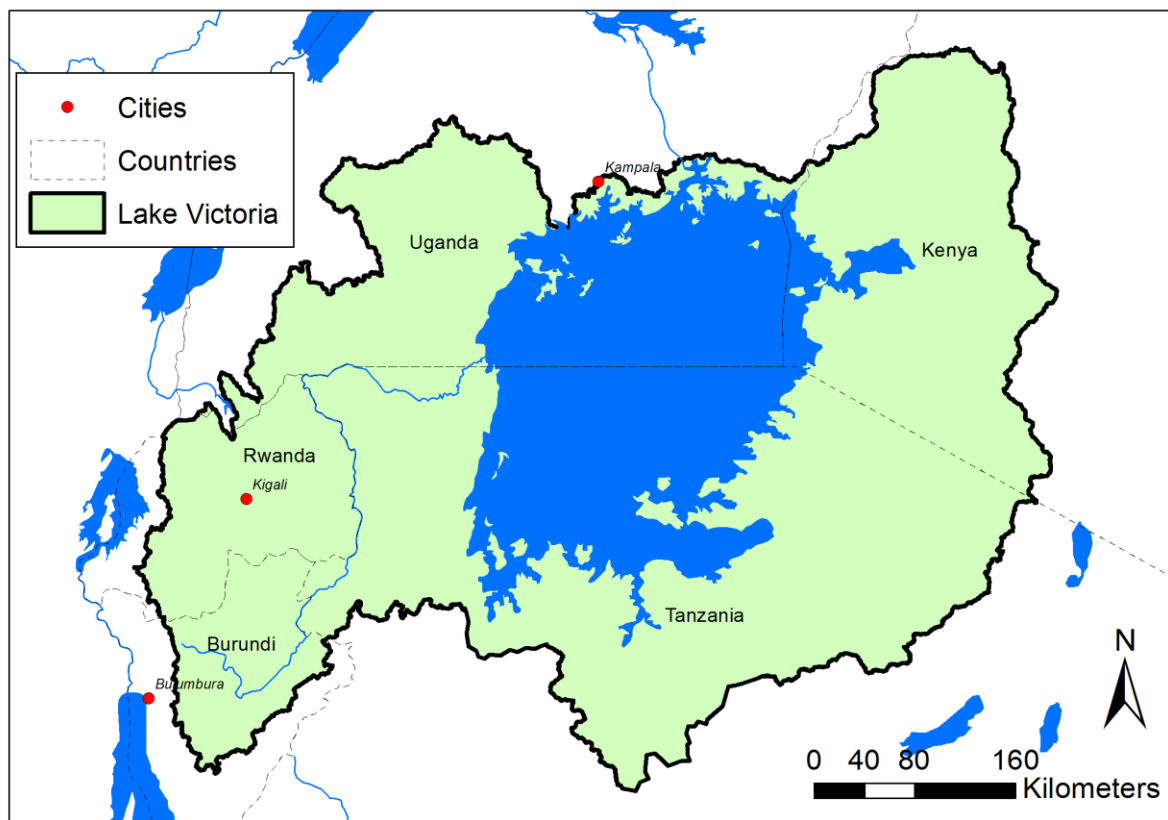 Cities
Countries
Lake Victoria
Kampala
Uganda
Kenya
Rwanda
Kigali
Tanzania
Burundi
Bujumbura
N
0 40 80 160
Kilometers